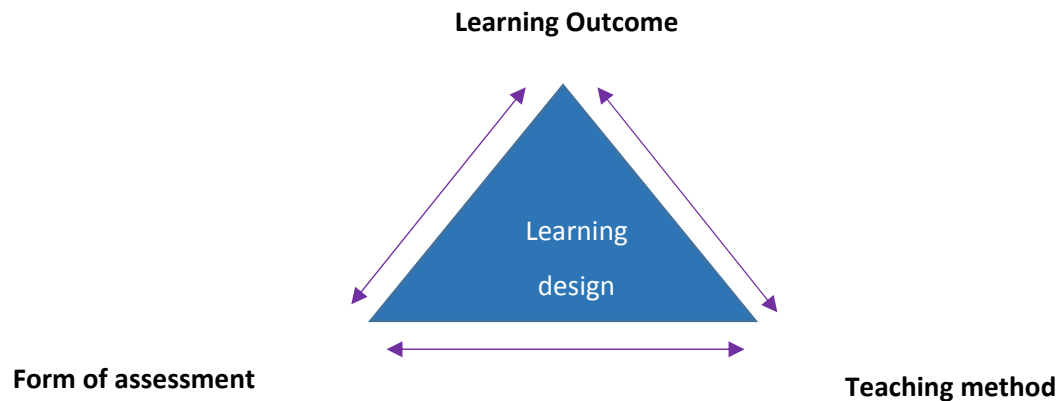 Learning Outcome
Learning
design
Form of assessment
Teaching method